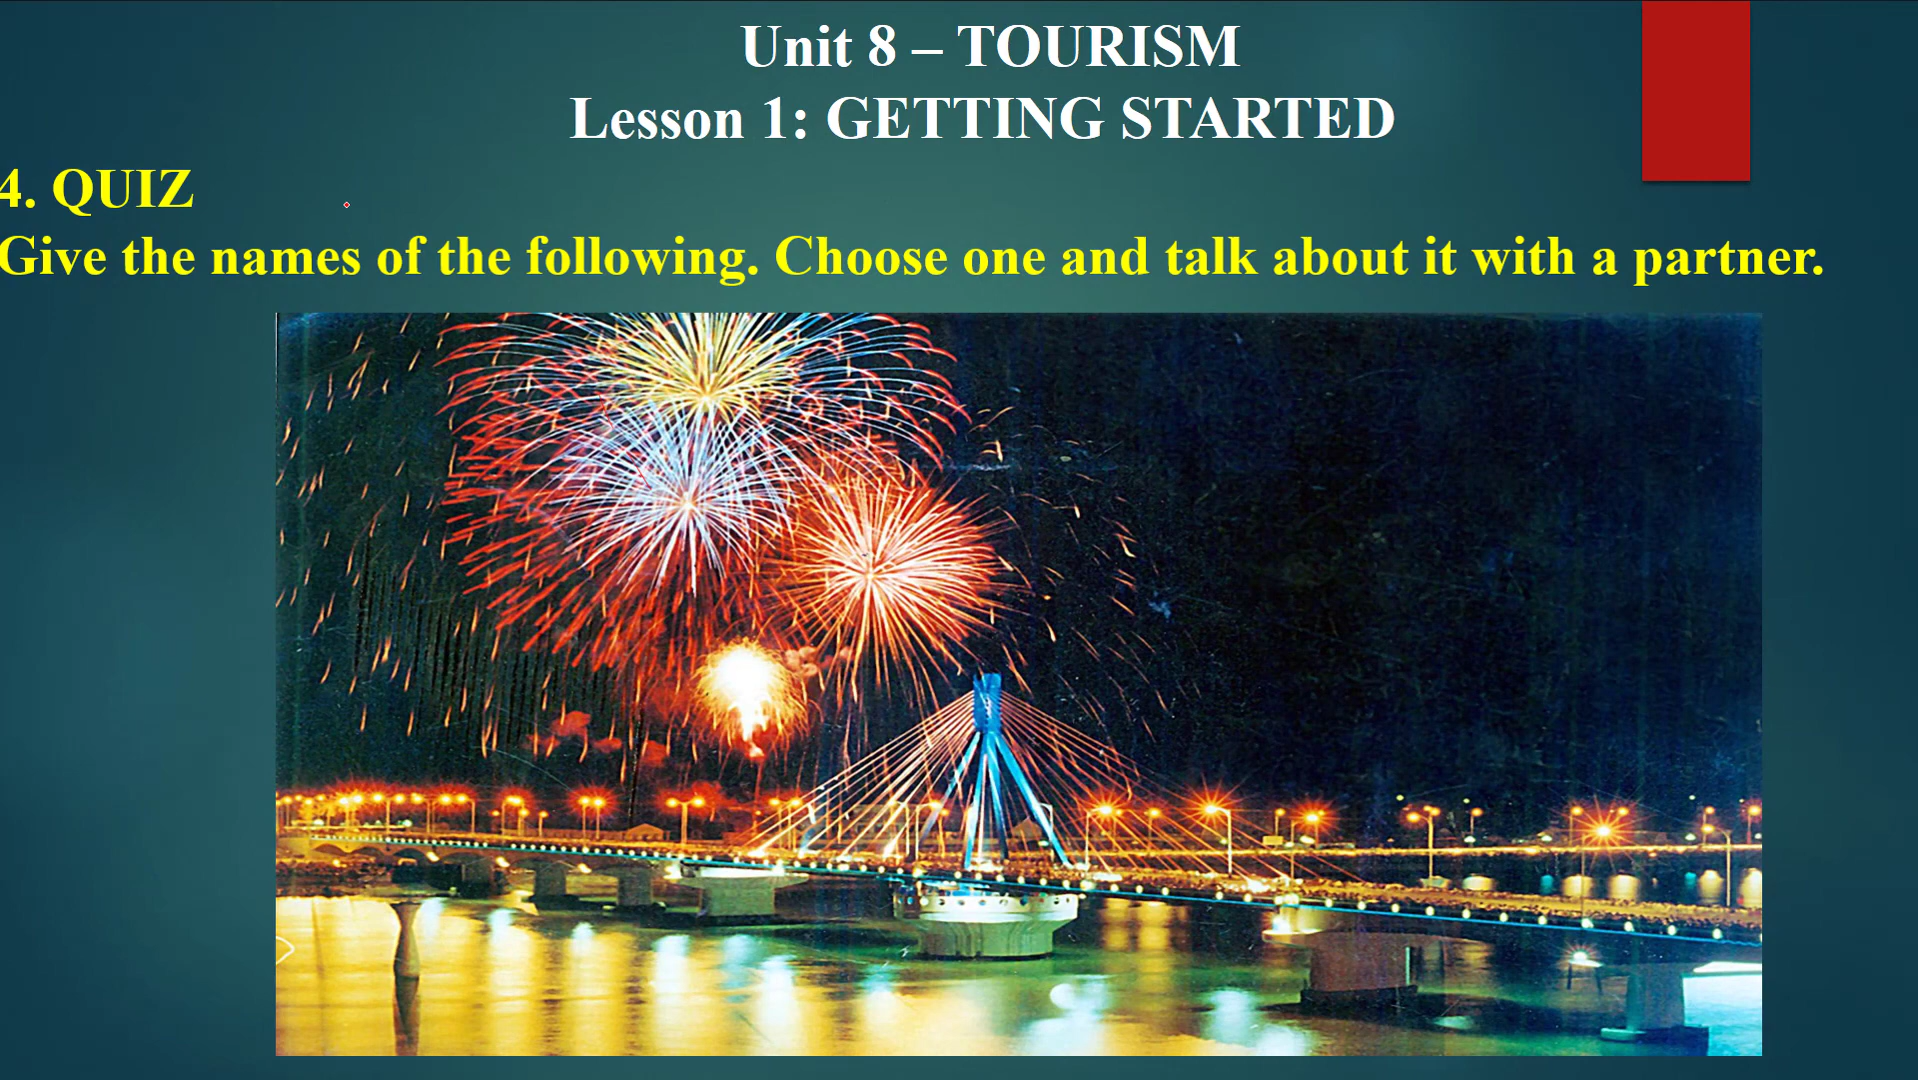 Unit 8 – TOURISM
Lesson 1: GETTING STARTED
4. QUIZ
Give the names of the following. Choose one and talk about it with a partner.